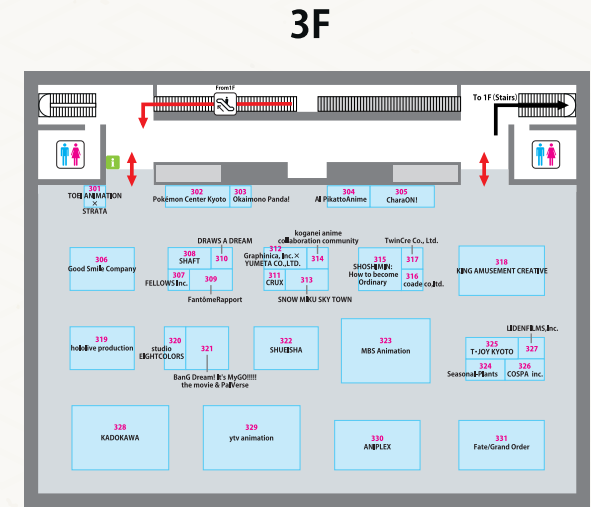 3F
From1F
To 1F (Stairs)
i
301
TOEI ANIMATION
×
STRATA
302
Pokémon Center Kyoto
303
Okaimono Panda!
304
AI PikattoAnime
305
CharaON!
306
Good Smile Company
DRAWS A DREAM
308
SHAFT
310
307
FELLOWS Inc.
309
FantômeRapport
koganei anime
collaboration community
312
Graphinica, Inc.×
YUMETA CO.,LTD.
314
311
CRUX
313
SNOW MIKU SKY TOWN
TwinCre Co., Ltd.
315
SHOSHIMIN:
How to become
Ordinary
317
316
coade co,ltd.
318
KING AMUSEMENT CREATIVE
319
hololive production
320
studio
EIGHTCOLORS
321
BanG Dream! It's MyGO!!!!!
the movie & PalVerse
322
SHUEISHA
323
MBS Animation
LIDENFILMS,Inc.
325
T・JOY KYOTO
327
324
Seasonal-Plants
326
COSPA inc.
328
KADOKAWA
329
ytv animation
330
ANIPLEX
331
Fate/Grand Order